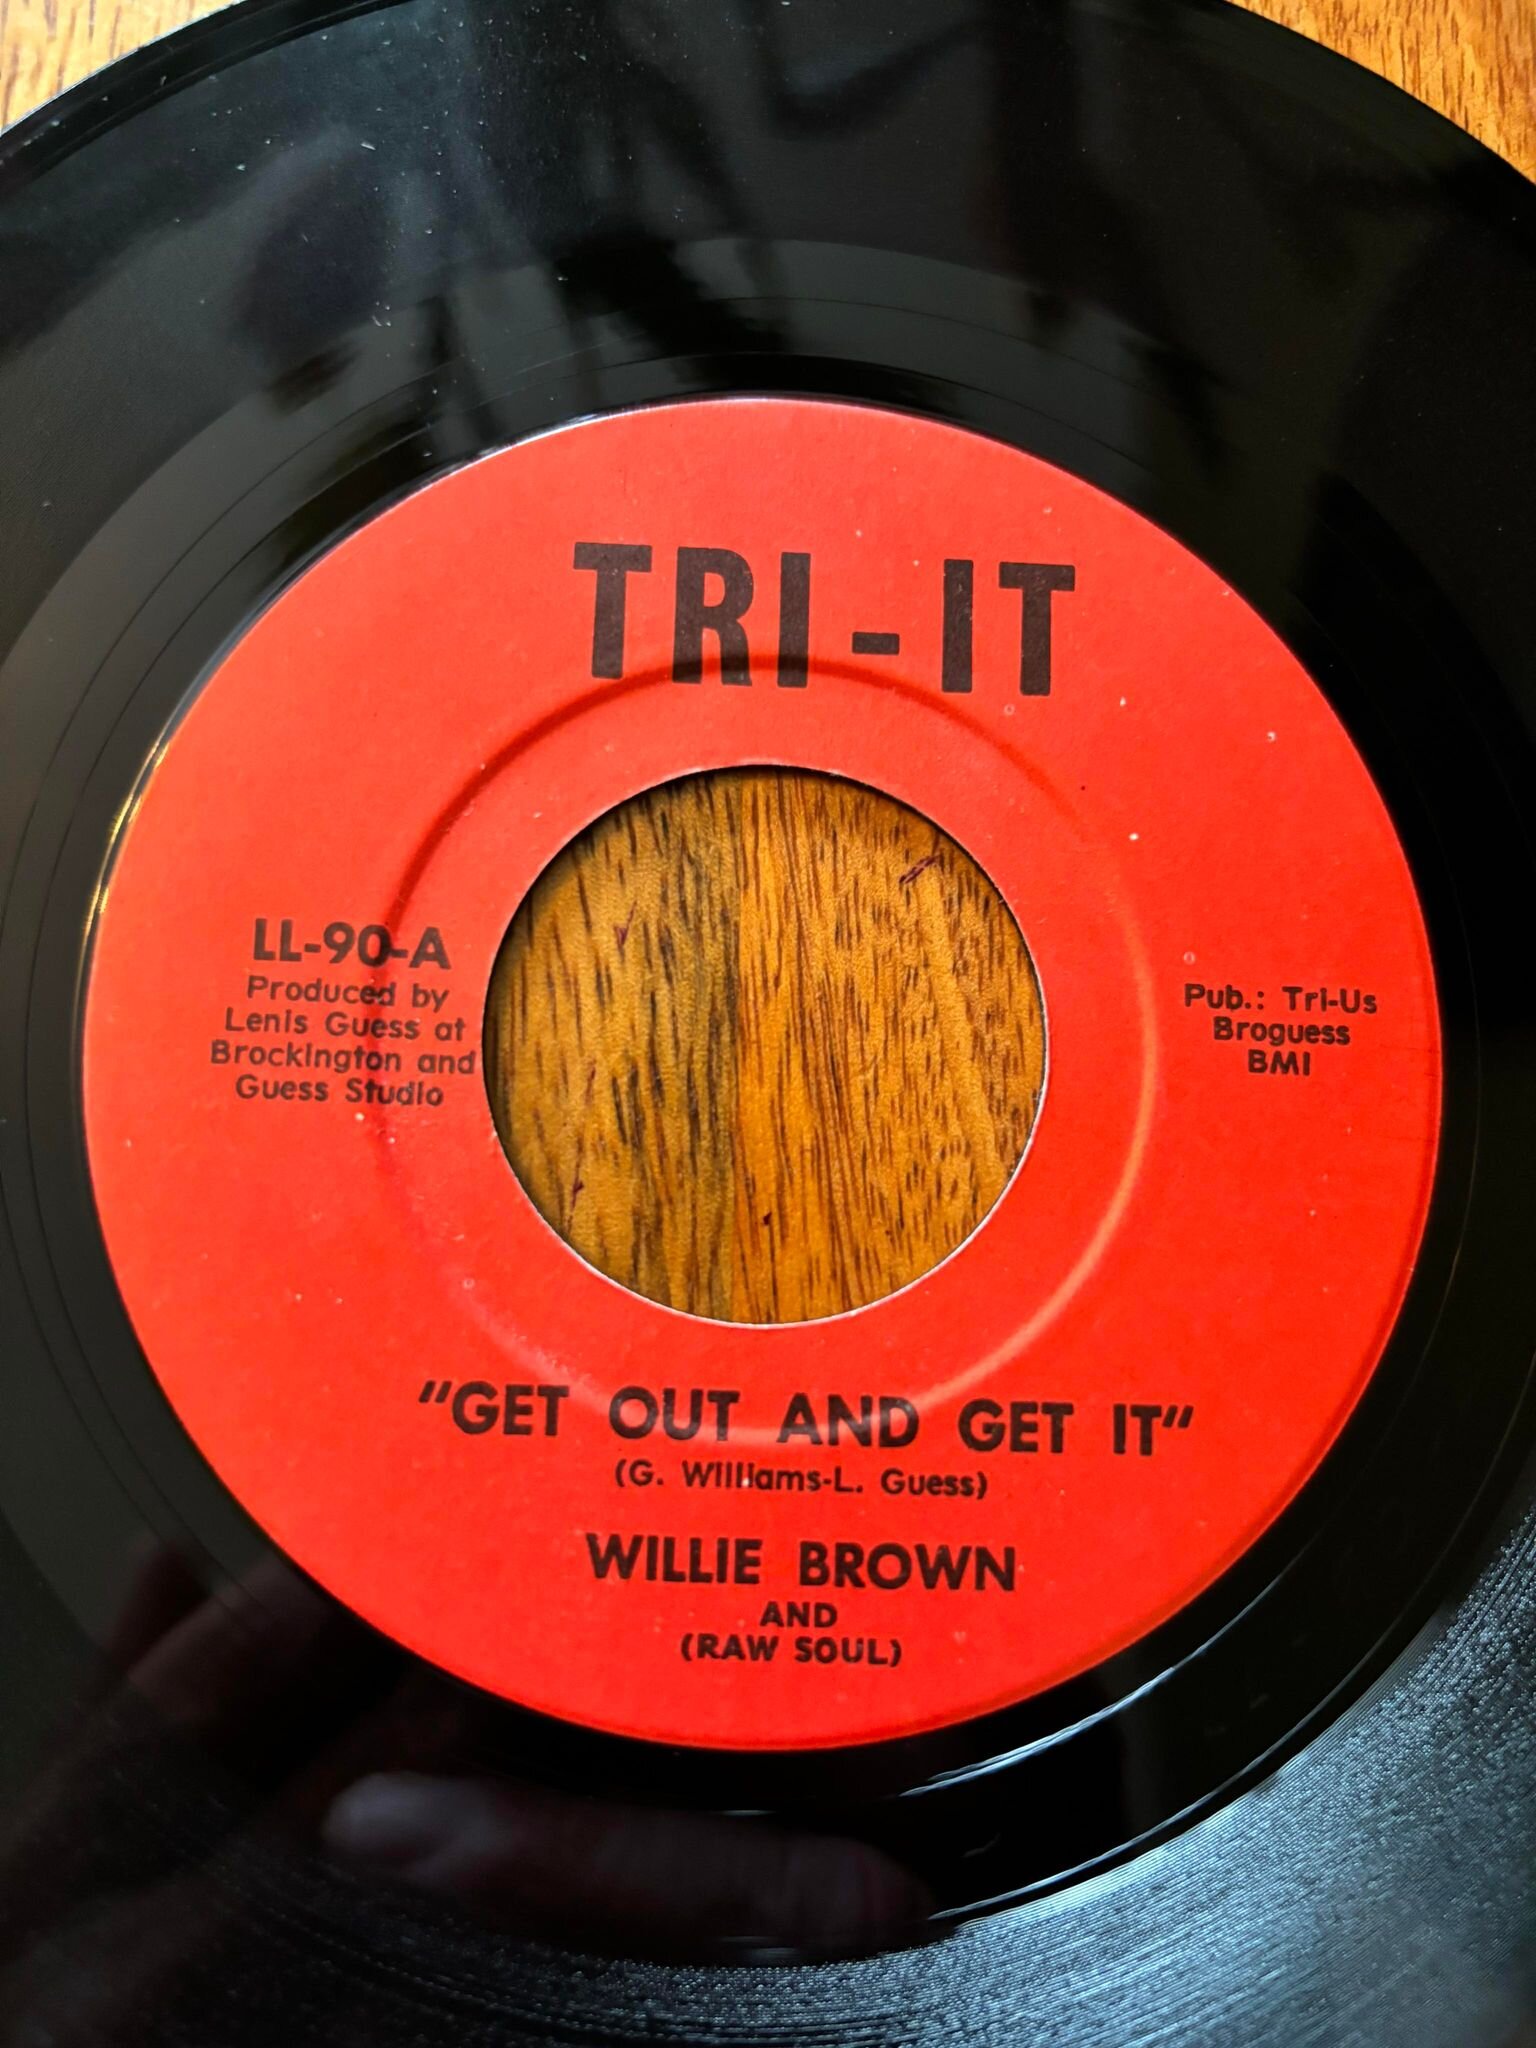 TRI-IT
LL-90-A
Produced by
Lenis Guess at
Brockington and
Guess Studio
Pub.: Tri-Us
Broguess
BMI
"GET OUT AND GET IT"
(G. Williams-L. Guess)
WILLIE BROWN
AND
(RAW SOUL)